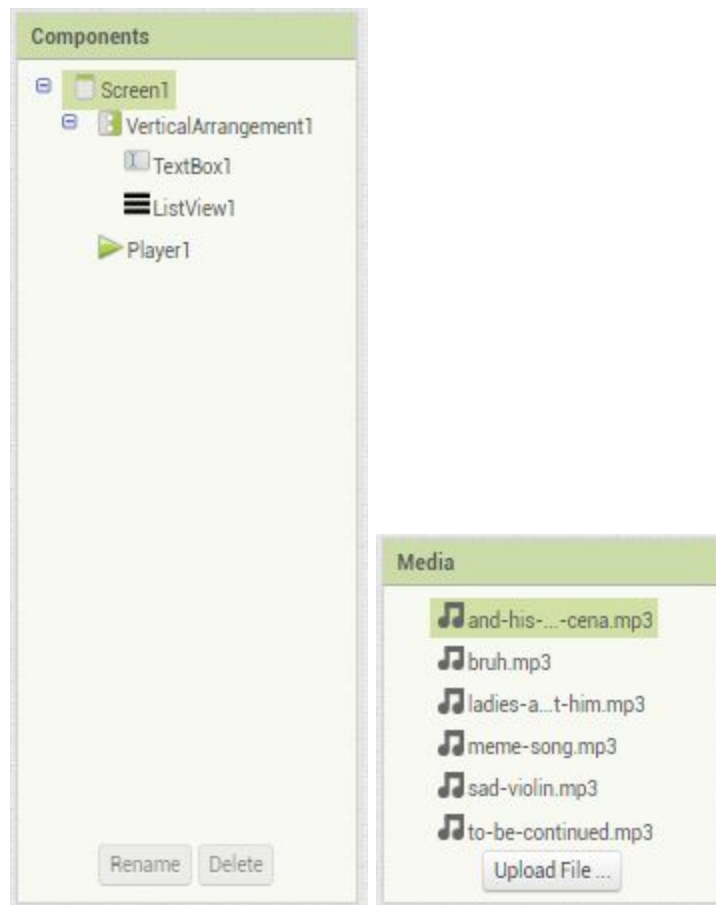 Components
Screen1
VerticalArrangement1
TextBox1
ListView1
Player1
Rename Delete
Media
and-his-...-cena.mp3
bruh.mp3
ladies-a...t-him.mp3
meme-song.mp3
sad-violin.mp3
to-be-continued.mp3
Upload File ...